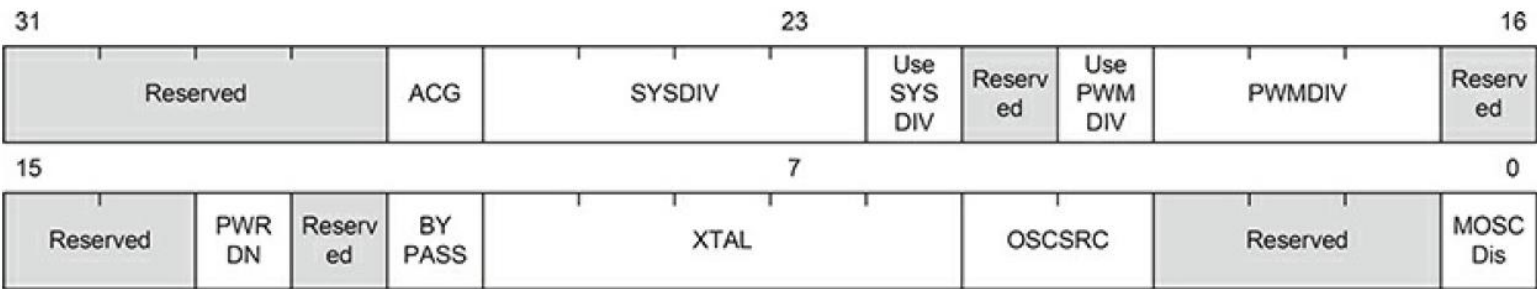 31 23 16
Reserved ACG SYSDIV Use SYS DIV Reserv ed Use PWM DIV PWMDIV Reserv ed
15 7 0
Reserved PWR DN Reserv ed BY PASS XTAL OSCSRC Reserved MOSC Dis